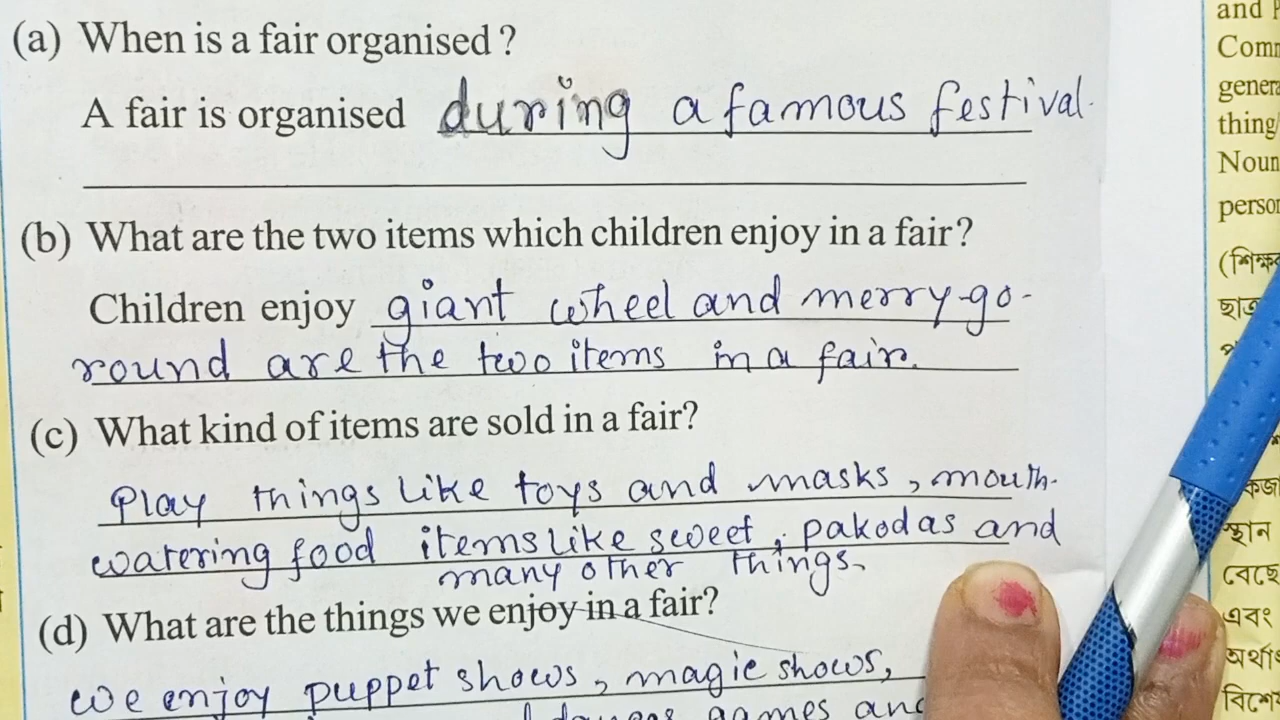 (a) When is a fair organised ?
A fair is organised during a famous festival.
(b) What are the two items which children enjoy in a fair?
Children enjoy giant wheel and merry-go-
round are the two items in a fair.
(c) What kind of items are sold in a fair?
Play things like toys and masks, mouth-
watering food items like sweet, pakodas and
many other things.
(d) What are the things we enjoy in a fair?
we enjoy puppet shows, magic shows,
games and
and
thing/
Noun
(শিক্ষ
স্থান
বেছে
এবং